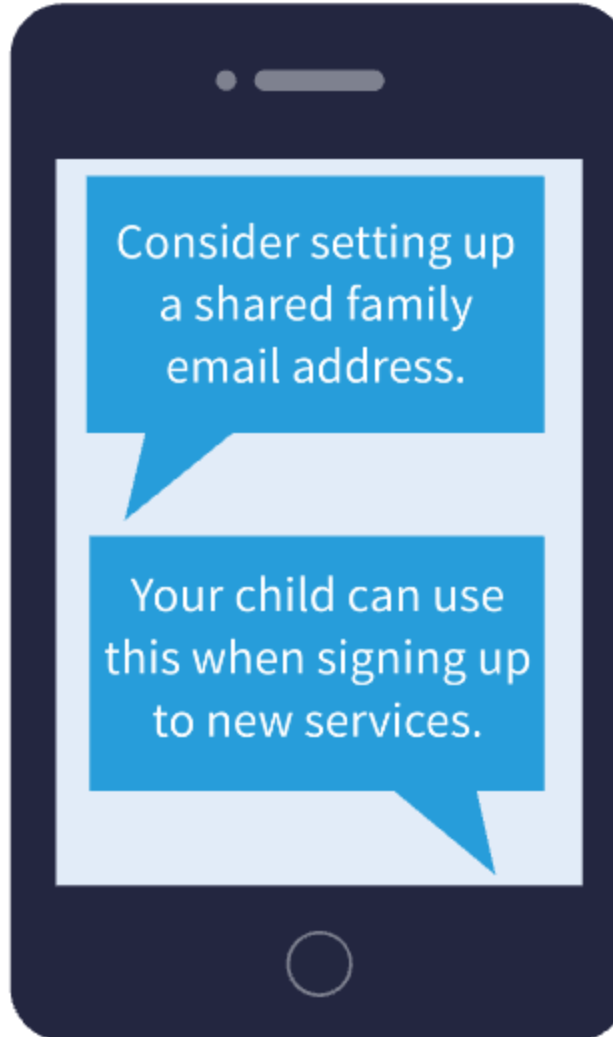 Consider setting up
a shared family
email address.
Your child can use
this when signing up
to new services.